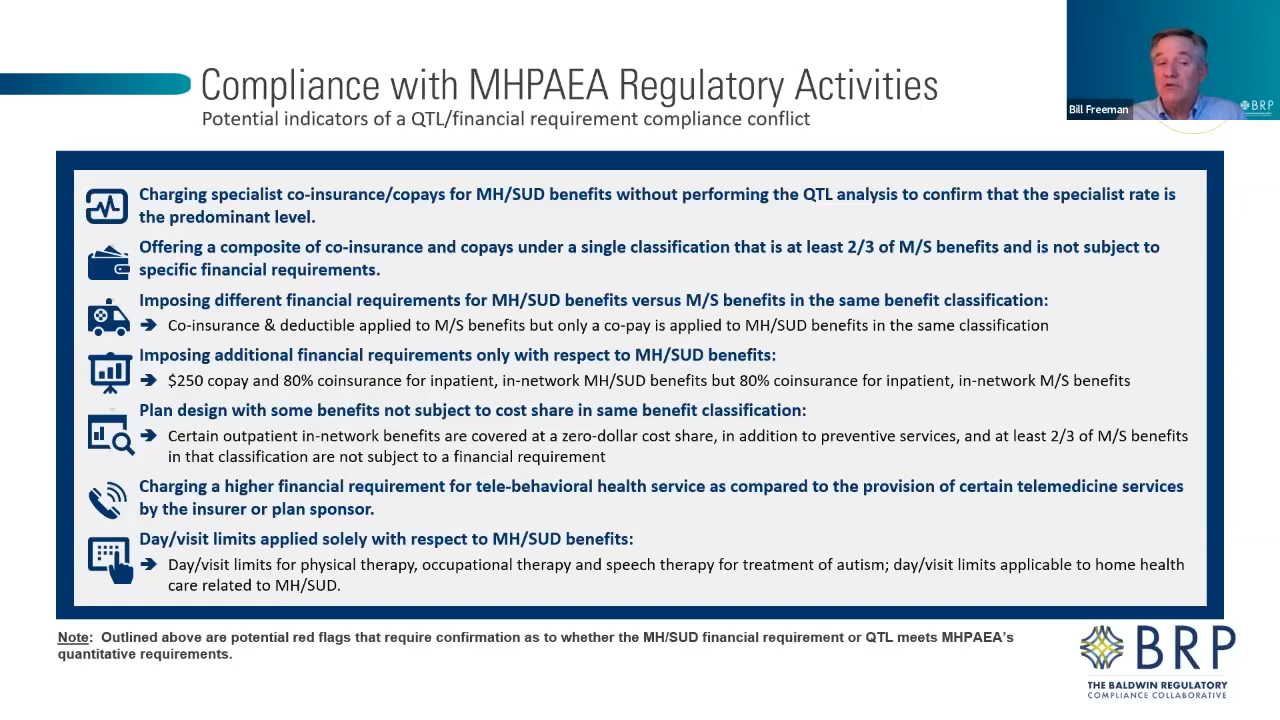 Compliance with MHPAEA Regulatory Activities
Potential indicators of a QTL/financial requirement compliance conflict
Bill Freeman
BRP
Charging specialist co-insurance/copays for MH/SUD benefits without performing the QTL analysis to confirm that the specialist rate is
the predominant level.
Offering a composite of co-insurance and copays under a single classification that is at least 2/3 of M/S benefits and is not subject to
specific financial requirements.
Imposing different financial requirements for MH/SUD benefits versus M/S benefits in the same benefit classification:
Co-insurance & deductible applied to M/S benefits but only a co-pay is applied to MH/SUD benefits in the same classification
Imposing additional financial requirements only with respect to MH/SUD benefits:
$250 copay and 80% coinsurance for inpatient, in-network MH/SUD benefits but 80% coinsurance for inpatient, in-network M/S benefits
Plan design with some benefits not subject to cost share in same benefit classification:
Certain outpatient in-network benefits are covered at a zero-dollar cost share, in addition to preventive services, and at least 2/3 of M/S benefits
in that classification are not subject to a financial requirement
Charging a higher financial requirement for tele-behavioral health service as compared to the provision of certain telemedicine services
by the insurer or plan sponsor.
Day/visit limits applied solely with respect to MH/SUD benefits:
Day/visit limits for physical therapy, occupational therapy and speech therapy for treatment of autism; day/visit limits applicable to home health
care related to MH/SUD.
Note: Outlined above are potential red flags that require confirmation as to whether the MH/SUD financial requirement or QTL meets MHPAEA's
quantitative requirements.
BRP
THE BALDWIN REGULATORY
COMPLIANCE COLLABORATIVE